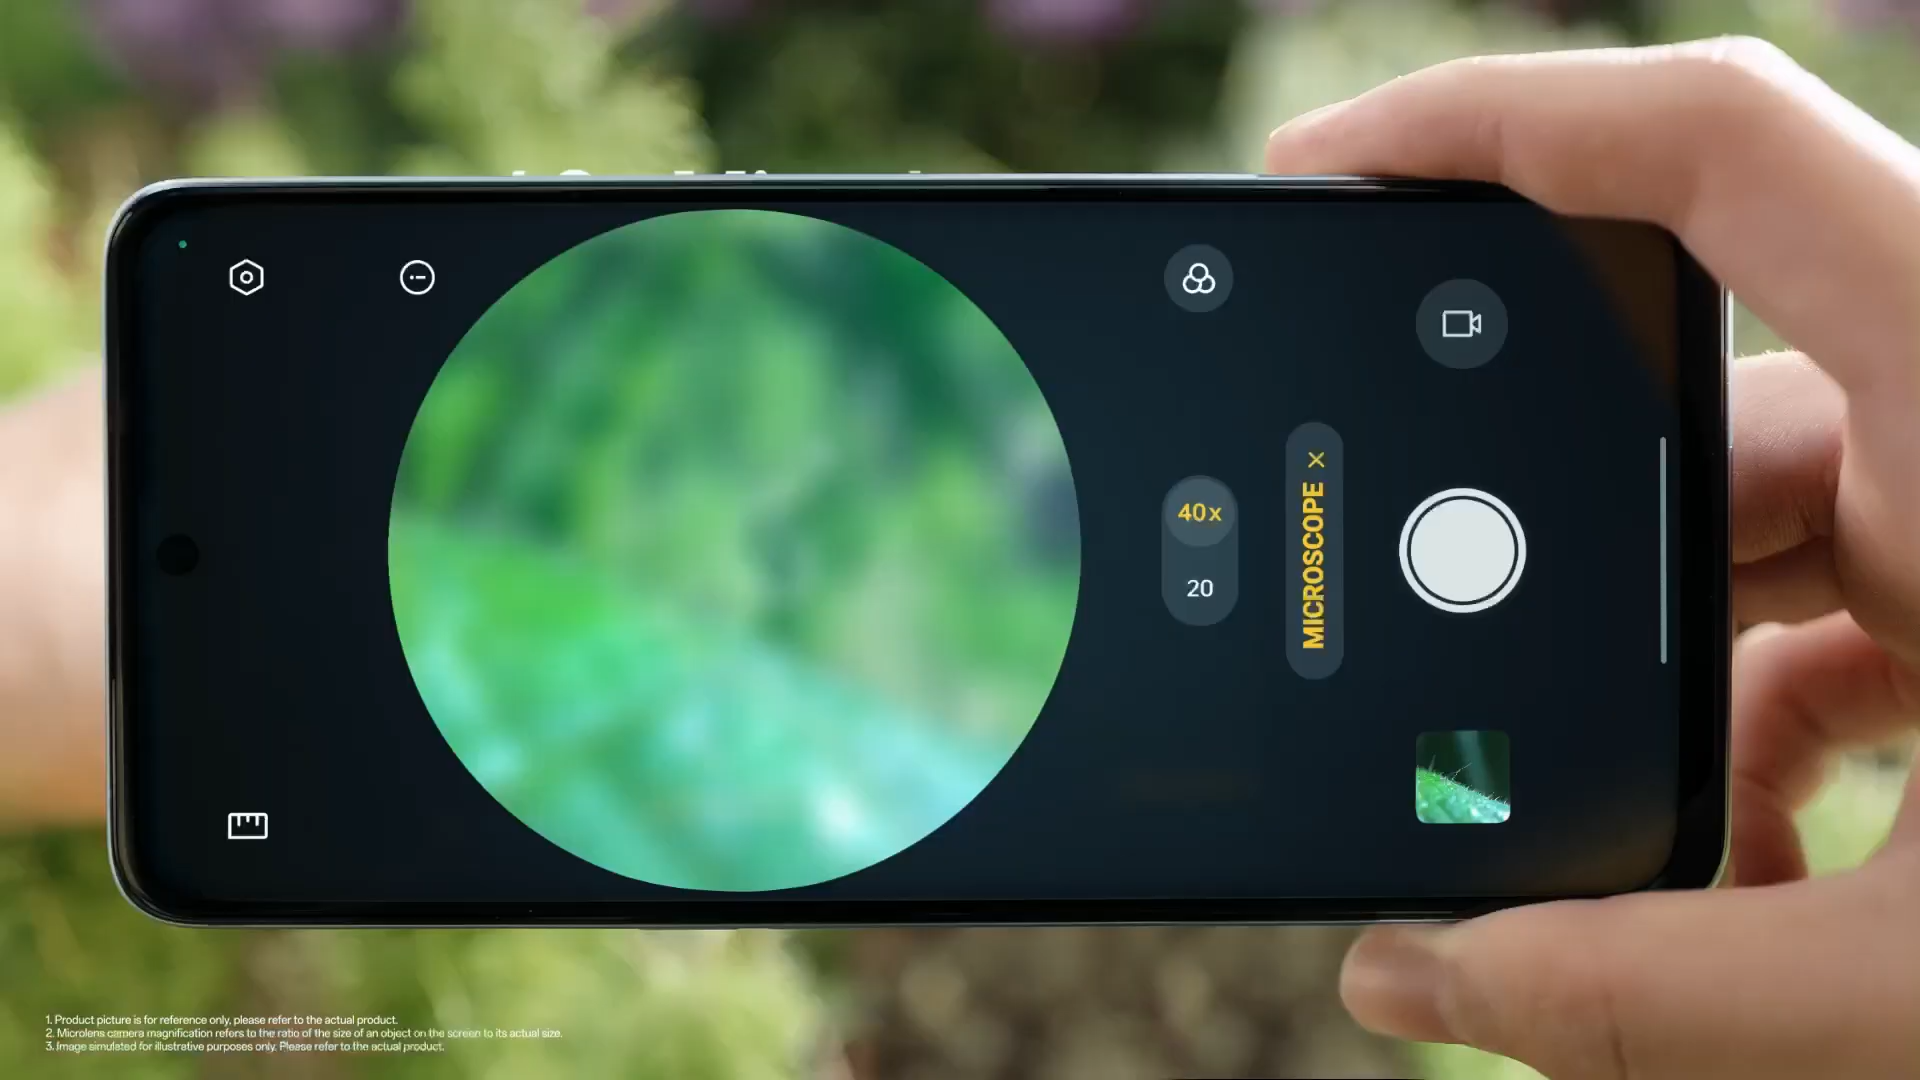 40x
20
MICROSCOPE ×
1. Product picture is for reference only, please refer to the actual product.
2. Microlens camera magnification refers to the ratio of the size of an object on the screen to its actual size.
3. Image simulated for illustrative purposes only. Please refer to the actual product.